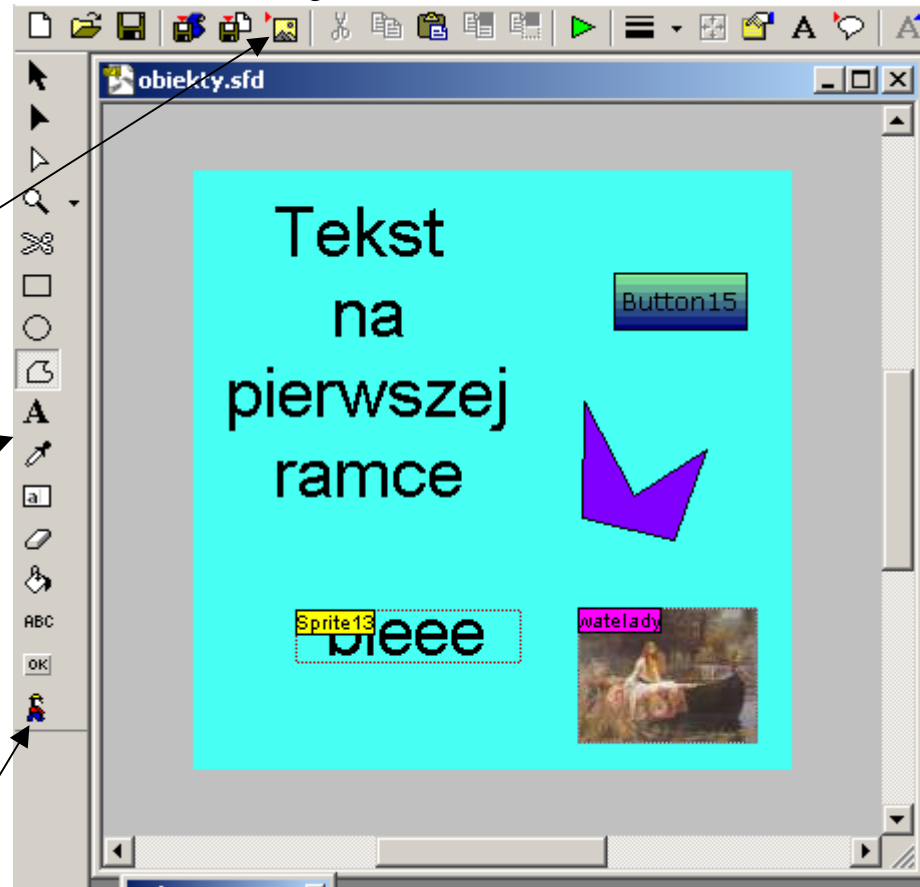 A A
obiekty.sfd
Tekst
na
pierwszej
ramce
Button15
A
a
ABC
OK
Sprite13
bleee
watelady